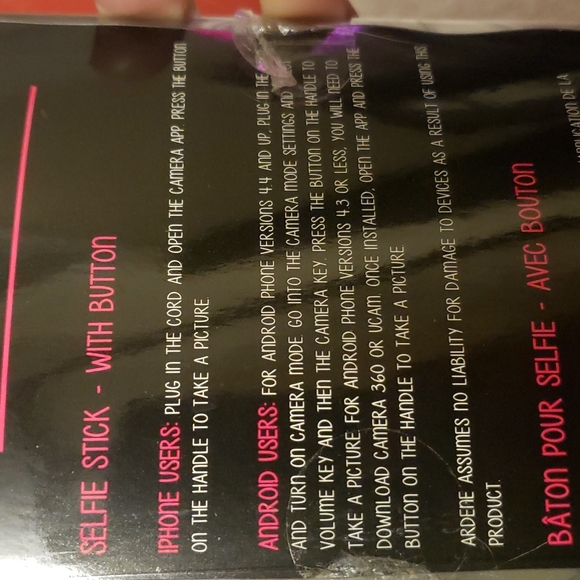 SELFIE STICK - WITH BUTTON
IPHONE USERS: PLUG IN THE CORD AND OPEN THE CAMERA APP. PRESS THE BUTTON
ON THE HANDLE TO TAKE A PICTURE.
ANDROID USERS: FOR ANDROID PHONE VERSIONS 4.4 AND UP, PLUG IN THE
AND TURN ON CAMERA MODE. GO INTO THE CAMERA MODE SETTINGS AND
VOLUME KEY AND THEN THE CAMERA KEY. PRESS THE BUTTON ON THE HANDLE TO
TAKE A PICTURE. FOR ANDROID PHONE VERSIONS 4.3 OR LESS, YOU WILL NEED TO
DOWNLOAD CAMERA 360 OR UCAM. ONCE INSTALLED, OPEN THE APP AND PRESS THE
BUTTON ON THE HANDLE TO TAKE A PICTURE.
ARDENE ASSUMES NO LIABILITY FOR DAMAGE TO DEVICES AS A RESULT OF USING THIS
PRODUCT.
BÂTON POUR SELFIE - AVEC BOUTON
DE LA